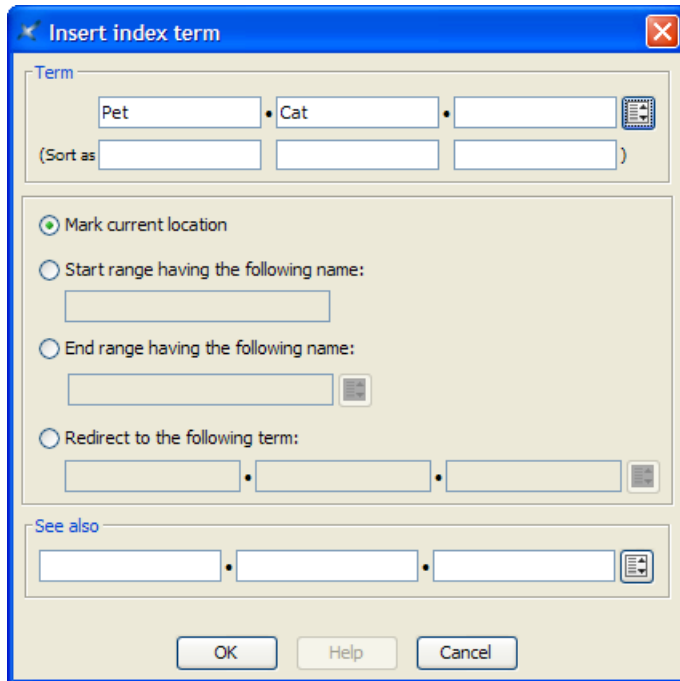 Insert index term
Term
Pet • Cat •
(Sort as )
Mark current location
Start range having the following name:
End range having the following name:
Redirect to the following term:
• •
See also
• •
OK Help Cancel